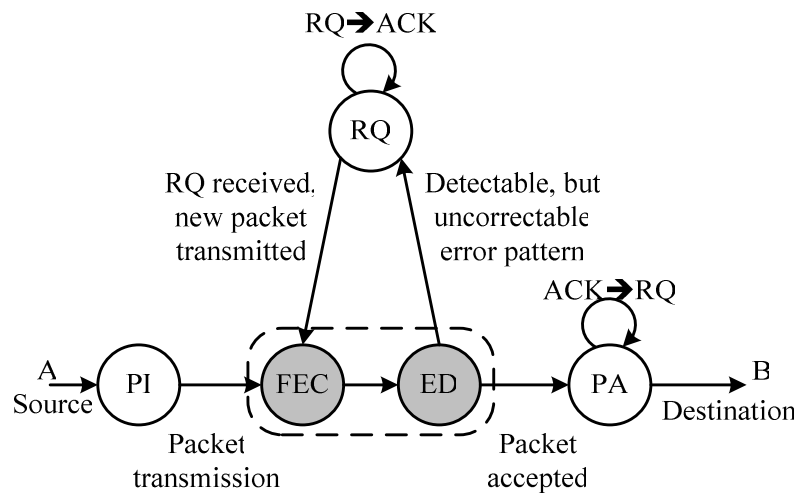 RQ➔ACK
RQ
RQ received,
new packet
transmitted
Detectable, but
uncorrectable
error pattern
ACK➔RQ
A
Source
PI
FEC
ED
PA
B
Destination
Packet
transmission
Packet
accepted